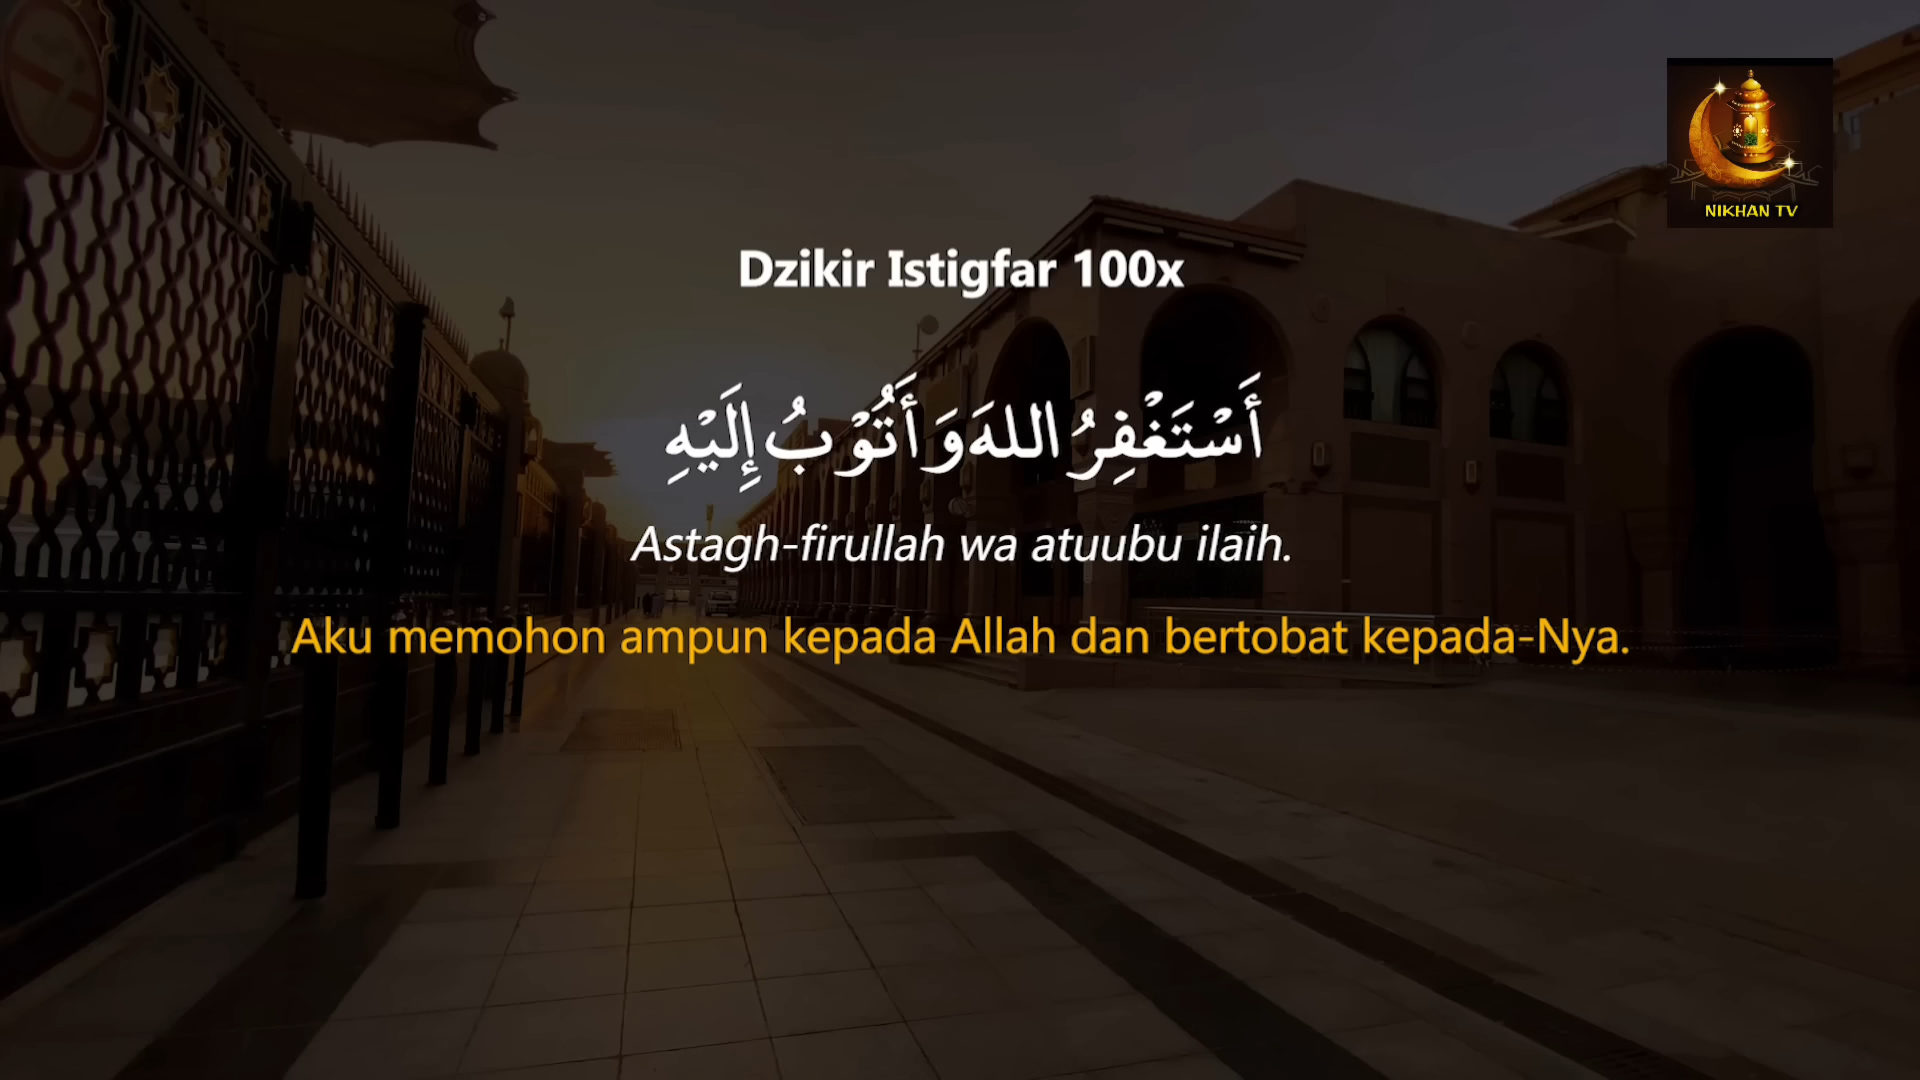 NIKHAN TV
Dzikir Istigfar 100x
أَسْتَغْفِرُ اللهَ وَأَتُوْبُ إِلَيْهِ
Astagh-firullah wa atuubu ilaih.
Aku memohon ampun kepada Allah dan bertobat kepada-Nya.